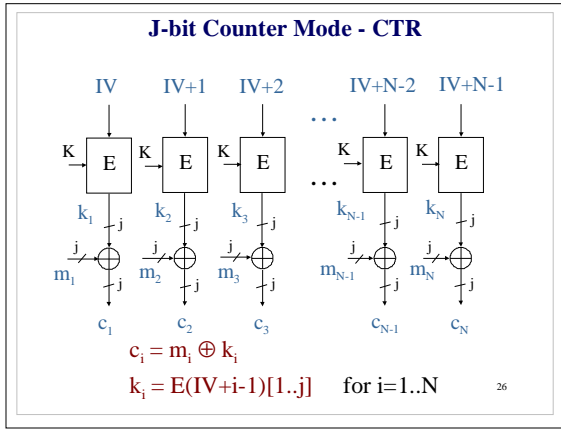 J-bit Counter Mode - CTR
IV IV+1 IV+2 IV+N-2 IV+N-1
...
K E K E K E ... K E K E
k₁ j k₂ j k₃ j kN-1 j kN j
j j j j j
m₁ m₂ m₃ mN-1 mN
j j j j j
c₁ c₂ c₃ cN-1 cN
cᵢ = mᵢ ⊕ kᵢ
kᵢ = E(IV+i-1)[1..j] for i=1..N
26